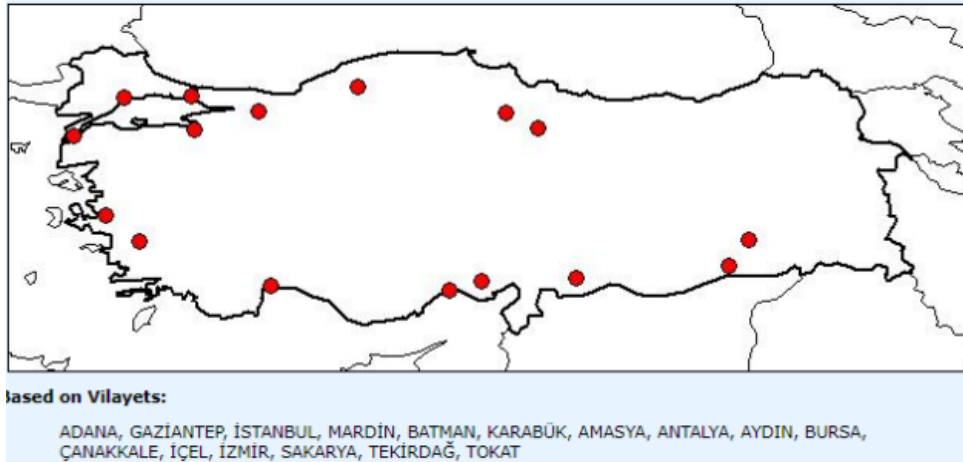 Based on Vilayets:
ADANA, GAZİANTEP, İSTANBUL, MARDİN, BATMAN, KARABÜK, AMASYA, ANTALYA, AYDIN, BURSA,
ÇANAKKALE, İÇEL, İZMİR, SAKARYA, TEKİRDAĞ, TOKAT